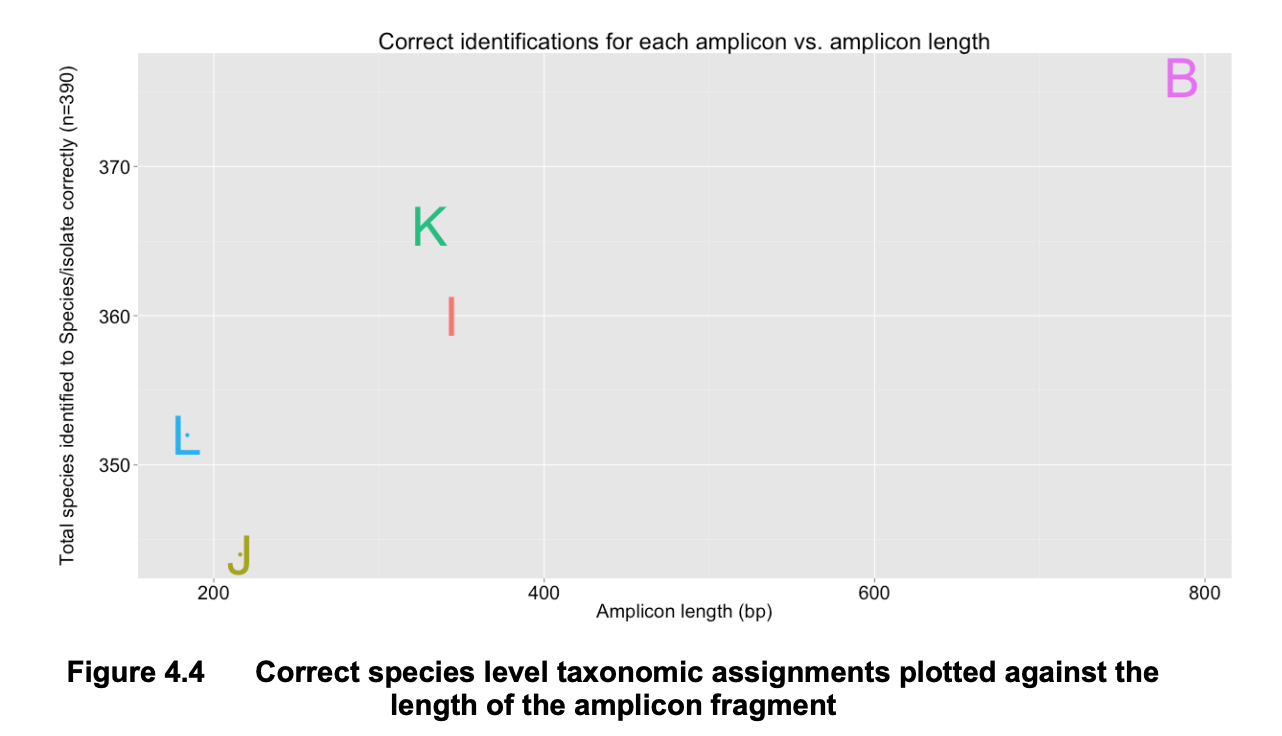 Correct identifications for each amplicon vs. amplicon length
Total species identified to Species/isolate correctly (n=390)
B
370
K
360
I
L
350
J
200 400 600 800
Amplicon length (bp)
Figure 4.4 Correct species level taxonomic assignments plotted against the
length of the amplicon fragment